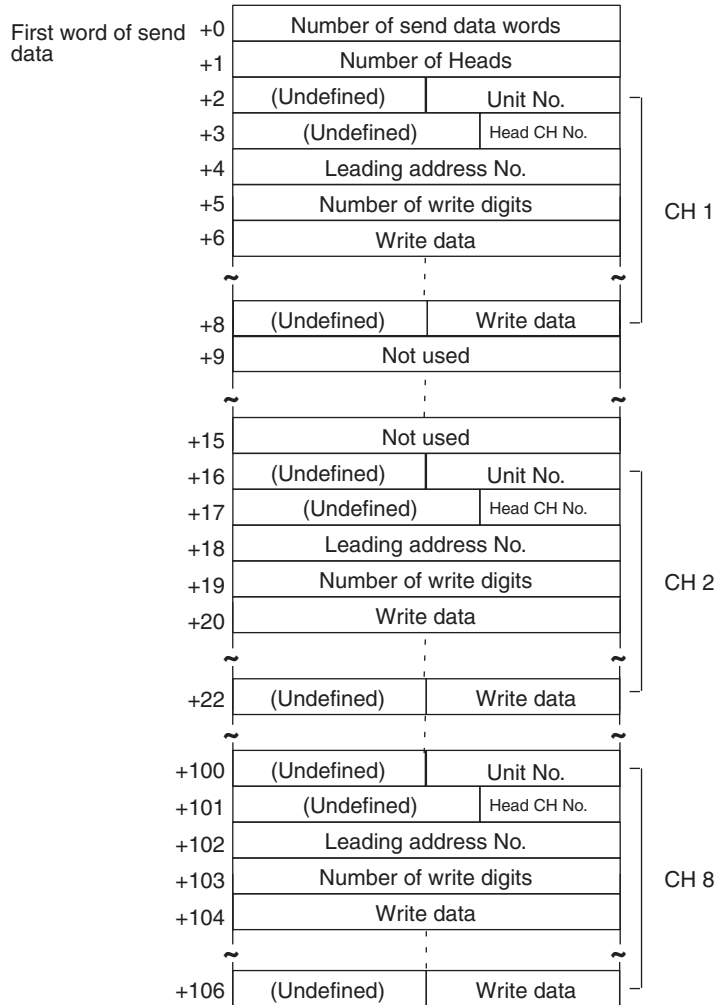 First word of send
data
+0 Number of send data words
+1 Number of Heads
+2 (Undefined) Unit No.
+3 (Undefined) Head CH No.
+4 Leading address No.
+5 Number of write digits
CH 1
+6 Write data
~ ~
+8 (Undefined) Write data
+9 Not used
~ ~
+15 Not used
+16 (Undefined) Unit No.
+17 (Undefined) Head CH No.
+18 Leading address No.
+19 Number of write digits
CH 2
+20 Write data
~ ~
+22 (Undefined) Write data
~ ~
+100 (Undefined) Unit No.
+101 (Undefined) Head CH No.
+102 Leading address No.
+103 Number of write digits
CH 8
+104 Write data
~ ~
+106 (Undefined) Write data